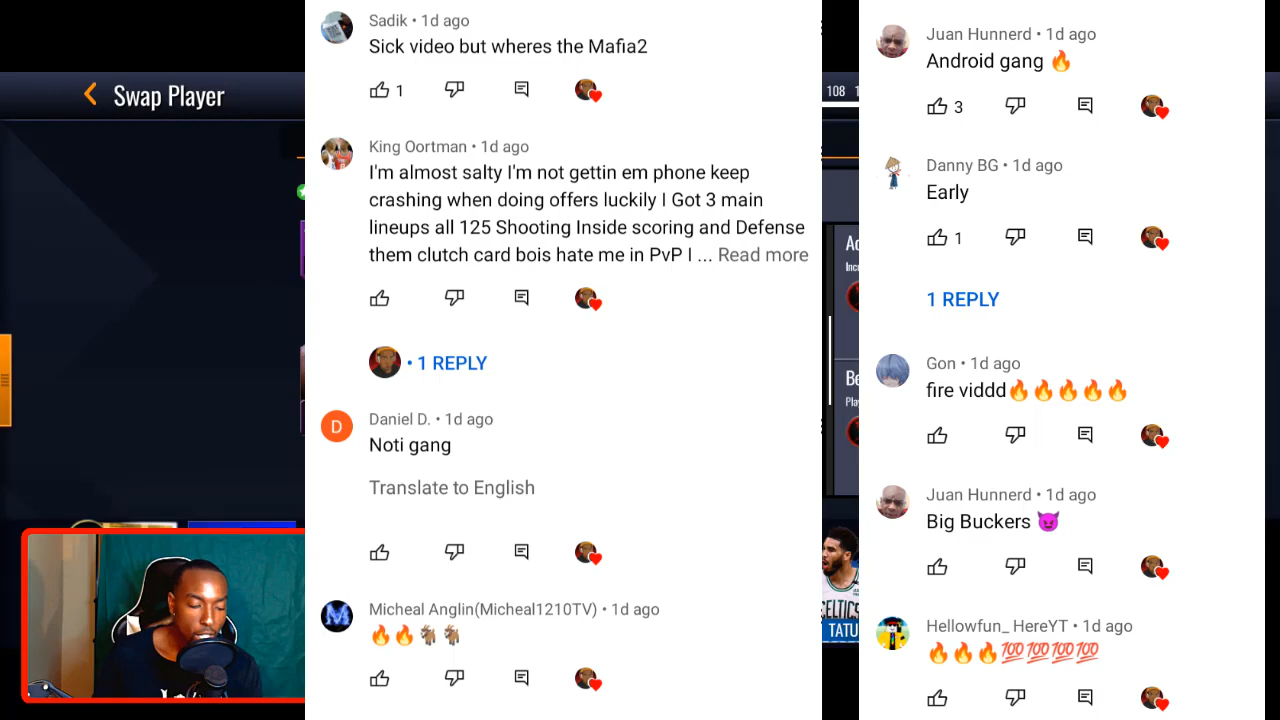 Swap Player
Sadik • 1d ago
Sick video but wheres the Mafia2
1
King Oortman • 1d ago
I'm almost salty I'm not gettin em phone keep
crashing when doing offers luckily I Got 3 main
lineups all 125 Shooting Inside scoring and Defense
them clutch card bois hate me in PvP I ... Read more
• 1 REPLY
D
Daniel D. • 1d ago
Noti gang
Translate to English
M
Micheal Anglin(Micheal1210TV) • 1d ago
🔥🔥🐐🐐
108
CELTICS
TATU
Juan Hunnerd • 1d ago
Android gang 🔥
3
Danny BG • 1d ago
Early
1
1 REPLY
Gon • 1d ago
fire viddd🔥🔥🔥🔥🔥
Juan Hunnerd • 1d ago
Big Buckers 😈
Hellowfun_ HereYT • 1d ago
🔥🔥🔥💯💯💯💯